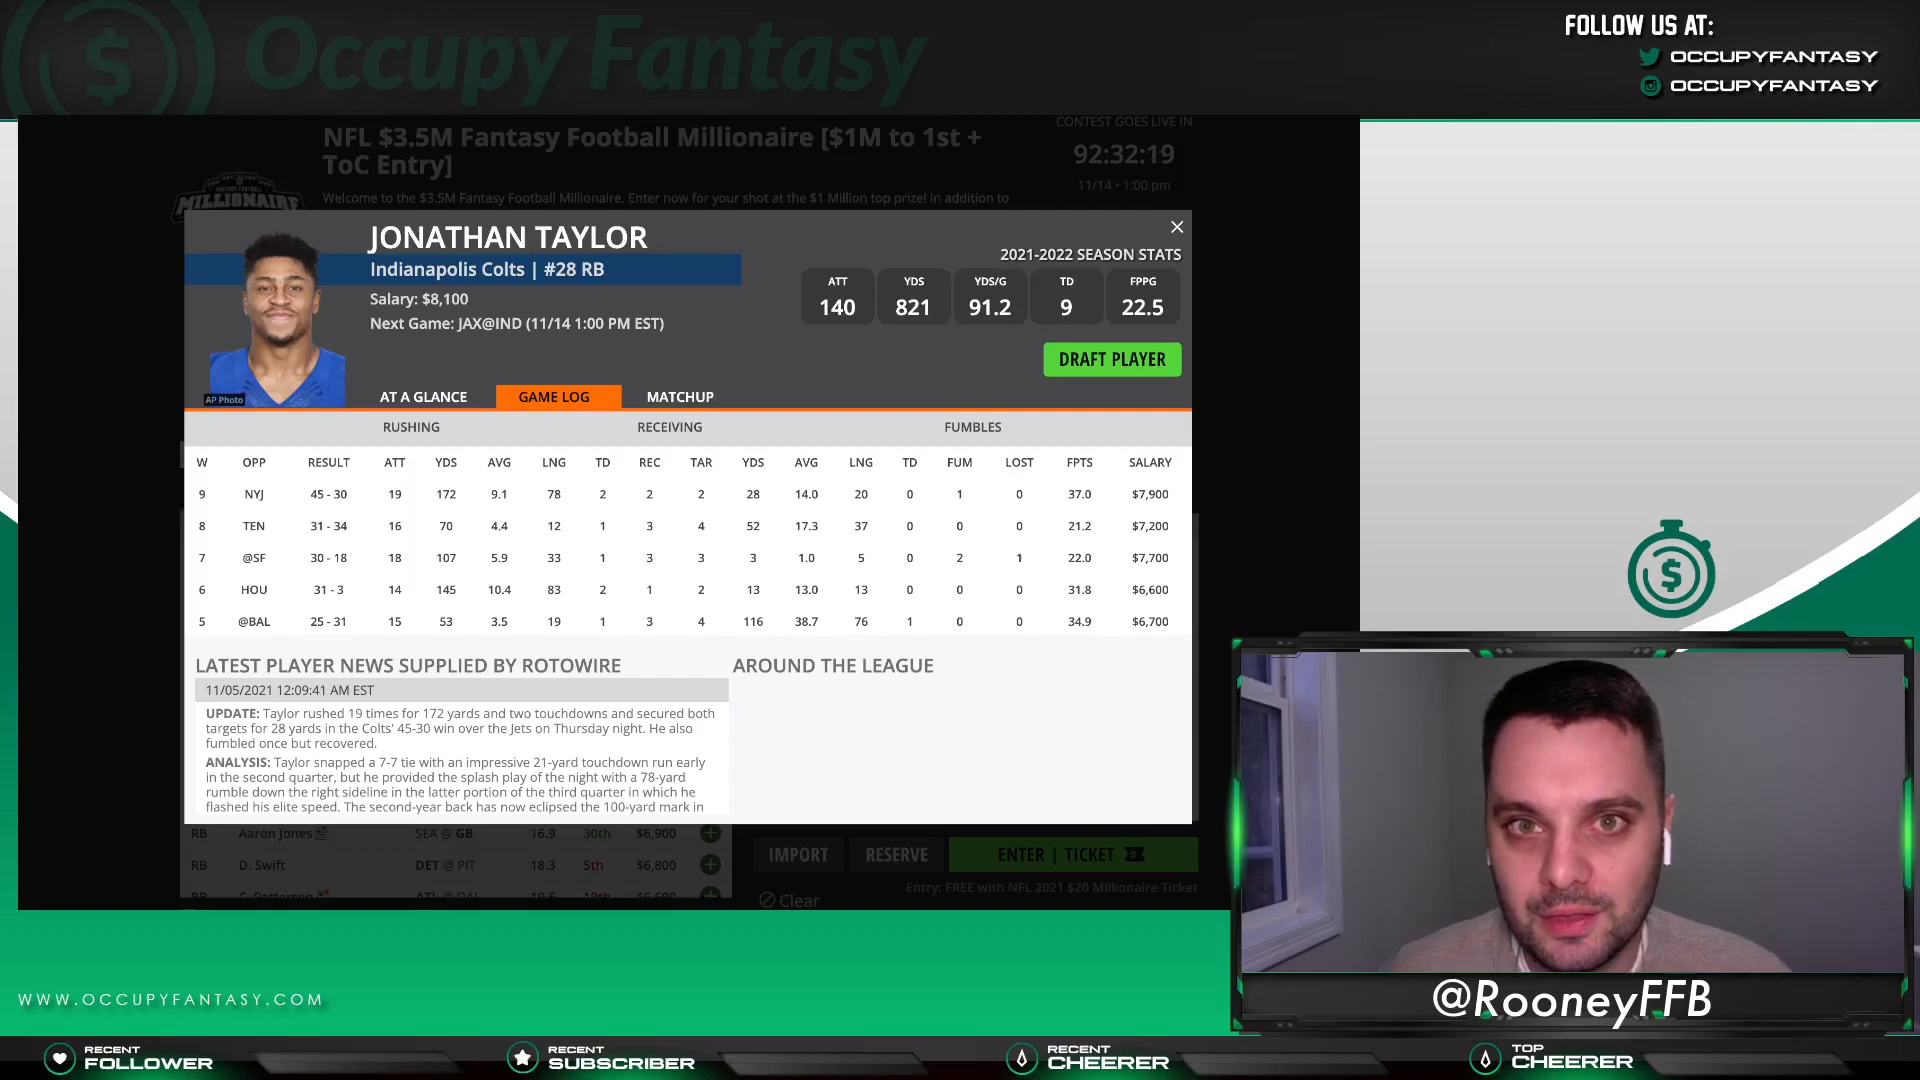 Occupy Fantasy
FOLLOW US AT:
OCCUPYFANTASY
OCCUPYFANTASY
NFL $3.5M Fantasy Football Millionaire [$1M to 1st +
ToC Entry]
CONTEST GOES LIVE IN
92:32:19
11/14 • 1:00 pm
FANTASY FOOTBALL
MILLIONAIRE
Welcome to the $3.5M Fantasy Football Millionaire. Enter now for your shot at the $1 Million top prize! In addition to
JONATHAN TAYLOR
Indianapolis Colts | #28 RB
Salary: $8,100
Next Game: JAX@IND (11/14 1:00 PM EST)
2021-2022 SEASON STATS
ATT YDS YDS/G TD FPPG
140 821 91.2 9 22.5
DRAFT PLAYER
AP Photo
AT A GLANCE GAME LOG MATCHUP
RUSHING RECEIVING FUMBLES
W OPP RESULT ATT YDS AVG LNG TD REC TAR YDS AVG LNG TD FUM LOST FPTS SALARY
9 NYJ 45 - 30 19 172 9.1 78 2 2 2 28 14.0 20 0 1 0 37.0 $7,900
8 TEN 31 - 34 16 70 4.4 12 1 3 4 52 17.3 37 0 0 0 21.2 $7,200
7 @SF 30 - 18 18 107 5.9 33 1 3 3 3 1.0 5 0 2 1 22.0 $7,700
6 HOU 31 - 3 14 145 10.4 83 2 1 2 13 13.0 13 0 0 0 31.8 $6,600
5 @BAL 25 - 31 15 53 3.5 19 1 3 4 116 38.7 76 1 0 0 34.9 $6,700
LATEST PLAYER NEWS SUPPLIED BY ROTOWIRE
AROUND THE LEAGUE
11/05/2021 12:09:41 AM EST
UPDATE: Taylor rushed 19 times for 172 yards and two touchdowns and secured both
targets for 28 yards in the Colts' 45-30 win over the Jets on Thursday night. He also
fumbled once but recovered.
ANALYSIS: Taylor snapped a 7-7 tie with an impressive 21-yard touchdown run early
in the second quarter, but he provided the splash play of the night with a 78-yard
rumble down the right sideline in the latter portion of the third quarter in which he
flashed his elite speed. The second-year back has now eclipsed the 100-yard mark in
RB Aaron Jones SEA @ GB 16.9 30th $6,900
RB D. Swift DET @ PIT 18.3 5th $6,800
RB C. Patterson ATL @ DAL 19.6 $6,600
IMPORT RESERVE ENTER | TICKET
Entry: FREE with NFL 2021 $20 Millionaire Ticket
Clear
WWW.OCCUPYFANTASY.COM
@RooneyFFB
RECENT
FOLLOWER
RECENT
SUBSCRIBER
RECENT
CHEERER
TOP
CHEERER